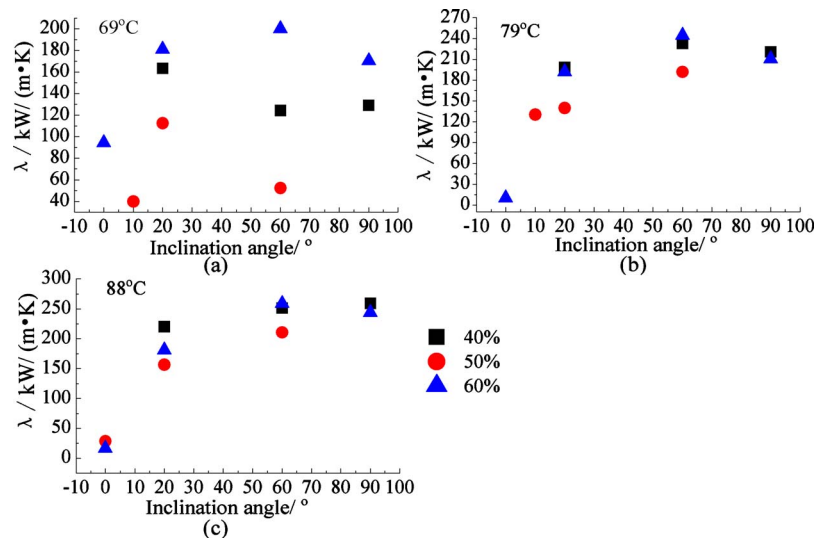 69°C
λ / kW/ (m•K)
200
180
160
140
120
100
80
60
40
-10 0 10 20 30 40 50 60 70 80 90 100
Inclination angle/ °
(a)
79°C
λ / kW/ (m•K)
270
240
210
180
150
120
90
60
30
0
-10 0 10 20 30 40 50 60 70 80 90 100
Inclination angle/ °
(b)
88°C
λ / kW/ (m•K)
300
250
200
150
100
50
0
-10 0 10 20 30 40 50 60 70 80 90 100
Inclination angle/ °
(c)
40%
50%
60%